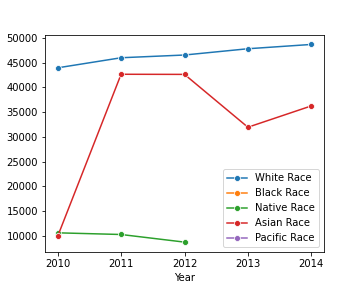 50000
45000
40000
35000
30000
25000
20000
15000
10000
2010 2011 2012 2013 2014
Year
White Race
Black Race
Native Race
Asian Race
Pacific Race